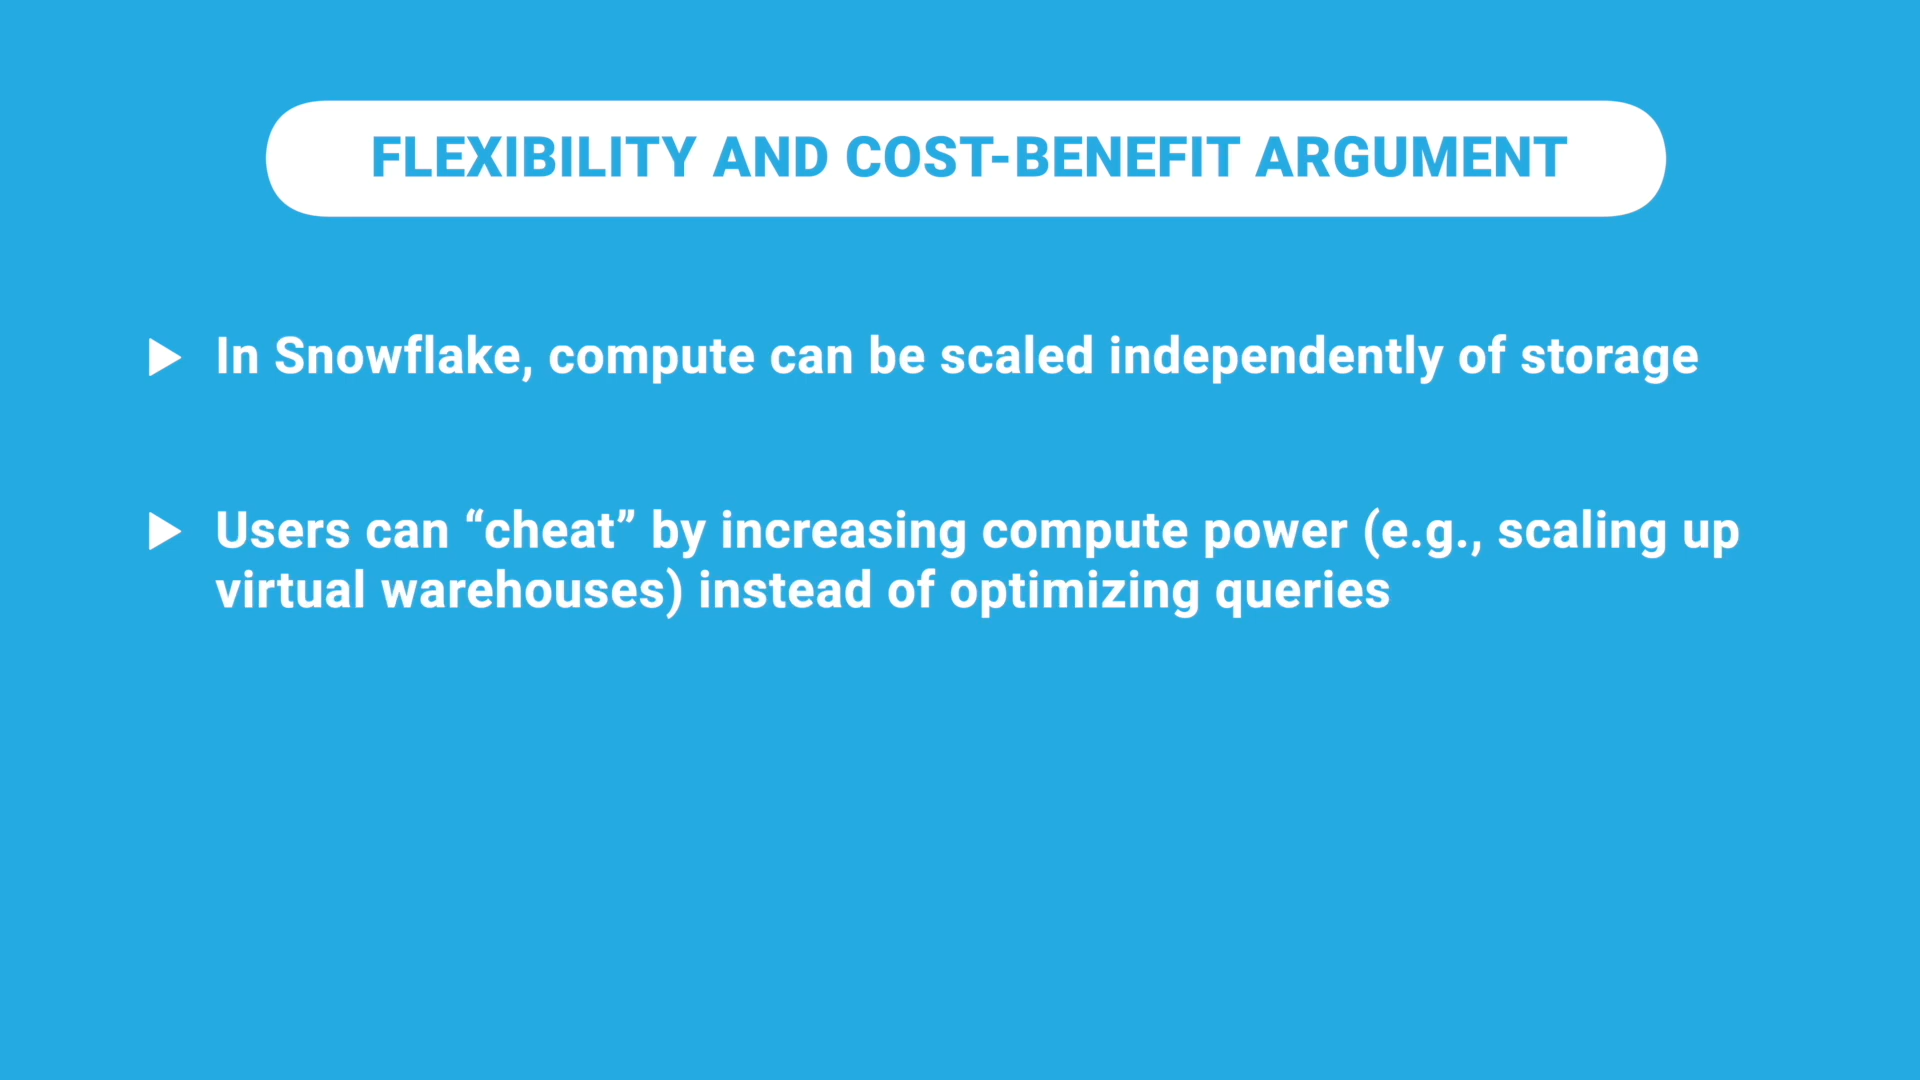 FLEXIBILITY AND COST-BENEFIT ARGUMENT
In Snowflake, compute can be scaled independently of storage
Users can “cheat” by increasing compute power (e.g., scaling up
virtual warehouses) instead of optimizing queries